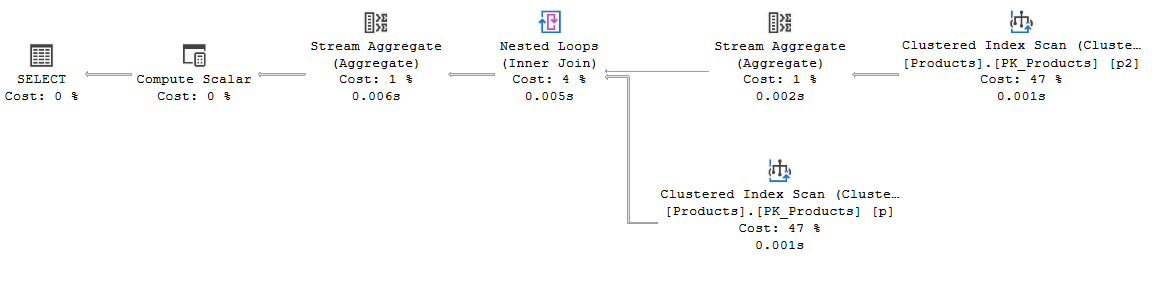 SELECT
Cost: 0 %
Compute Scalar
Cost: 0 %
Stream Aggregate
(Aggregate)
Cost: 1 %
0.006s
Nested Loops
(Inner Join)
Cost: 4 %
0.005s
Stream Aggregate
(Aggregate)
Cost: 1 %
0.002s
Clustered Index Scan (Cluste…
[Products].[PK_Products] [p2]
Cost: 47 %
0.001s
Clustered Index Scan (Cluste…
[Products].[PK_Products] [p]
Cost: 47 %
0.001s